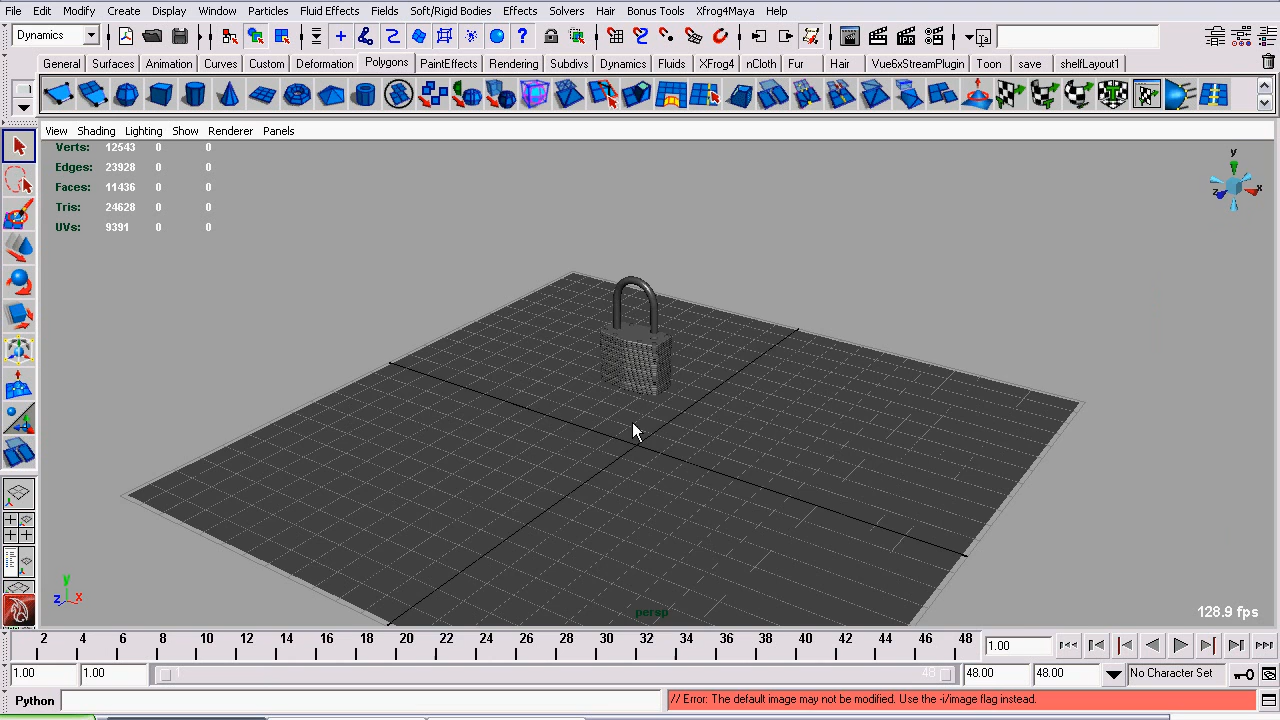 File Edit Modify Create Display Window Particles Fluid Effects Fields Soft/Rigid Bodies Effects Solvers Hair Bonus Tools Xfrog4Maya Help
Dynamics
General Surfaces Animation Curves Custom Deformation Polygons PaintEffects Rendering Subdivs Dynamics Fluids XFrog4 nCloth Fur Hair Vue6xStreamPlugin Toon save shelfLayout1
View Shading Lighting Show Renderer Panels
Verts: 12543 0 0
Edges: 23928 0 0
Faces: 11436 0 0
Tris: 24628 0 0
UVs: 9391 0 0
y
z x
y
z x
persp
128.9 fps
2 4 6 8 10 12 14 16 18 20 22 24 26 28 30 32 34 36 38 40 42 44 46 48 1.00
1.00 1.00 1 48 48.00 48.00 No Character Set
Python // Error: The default image may not be modified. Use the -i/image flag instead.